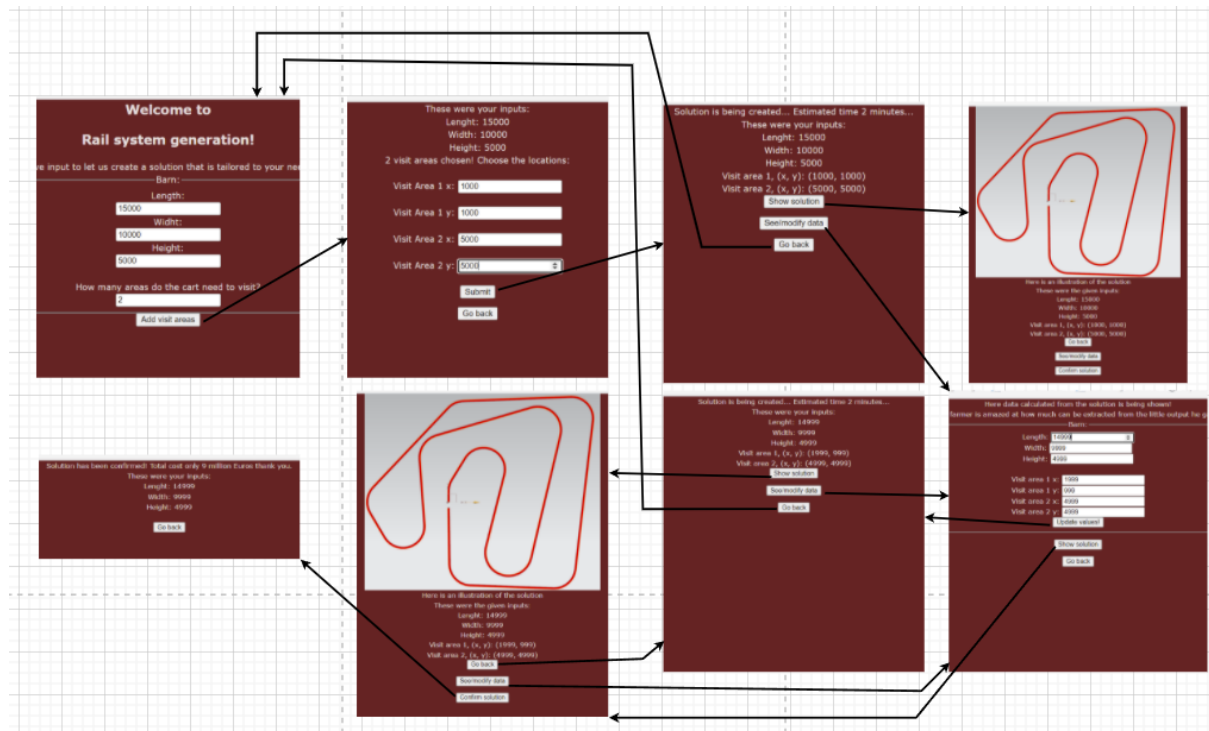 Welcome to
Rail system generation!
ve input to let us create a solution that is tailored to your nee
Barn:
Length:
15000
Widht:
10000
Height:
5000
How many areas do the cart need to visit?
2
Add visit areas
These were your inputs:
Lenght: 15000
Width: 10000
Height: 5000
2 visit areas chosen! Choose the locations:
Visit Area 1 x: 1000
Visit Area 1 y: 1000
Visit Area 2 x: 5000
Visit Area 2 y: 5000
Submit
Go back
Solution is being created... Estimated time 2 minutes...
These were your inputs:
Lenght: 15000
Width: 10000
Height: 5000
Visit area 1, (x, y): (1000, 1000)
Visit area 2, (x, y): (5000, 5000)
Show solution
See/modify data
Go back
Here is an illustration of the solution
These were the given inputs:
Lenght: 15000
Width: 10000
Height: 5000
Visit area 1, (x, y): (1000, 1000)
Visit area 2, (x, y): (5000, 5000)
Go back
See/modify data
Confirm solution
Solution has been confirmed! Total cost only 9 million Euros thank you.
These were your inputs:
Lenght: 14999
Width: 9999
Height: 4999
Go back
Here is an illustration of the solution
These were the given inputs:
Lenght: 14999
Width: 9999
Height: 4999
Visit area 1, (x, y): (1999, 999)
Visit area 2, (x, y): (4999, 4999)
Go back
See/modify data
Confirm solution
Solution is being created... Estimated time 2 minutes...
These were your inputs:
Lenght: 14999
Width: 9999
Height: 4999
Visit area 1, (x, y): (1999, 999)
Visit area 2, (x, y): (4999, 4999)
Show solution
See/modify data
Go back
Here data calculated from the solution is being shown!
farmer is amazed at how much can be extracted from the little output he g
Barn:
Length: 14999
Width: 9999
Height: 4999
Visit area 1 x: 1999
Visit area 1 y: 999
Visit area 2 x: 4999
Visit area 2 y: 4999
Update values!
Show solution
Go back